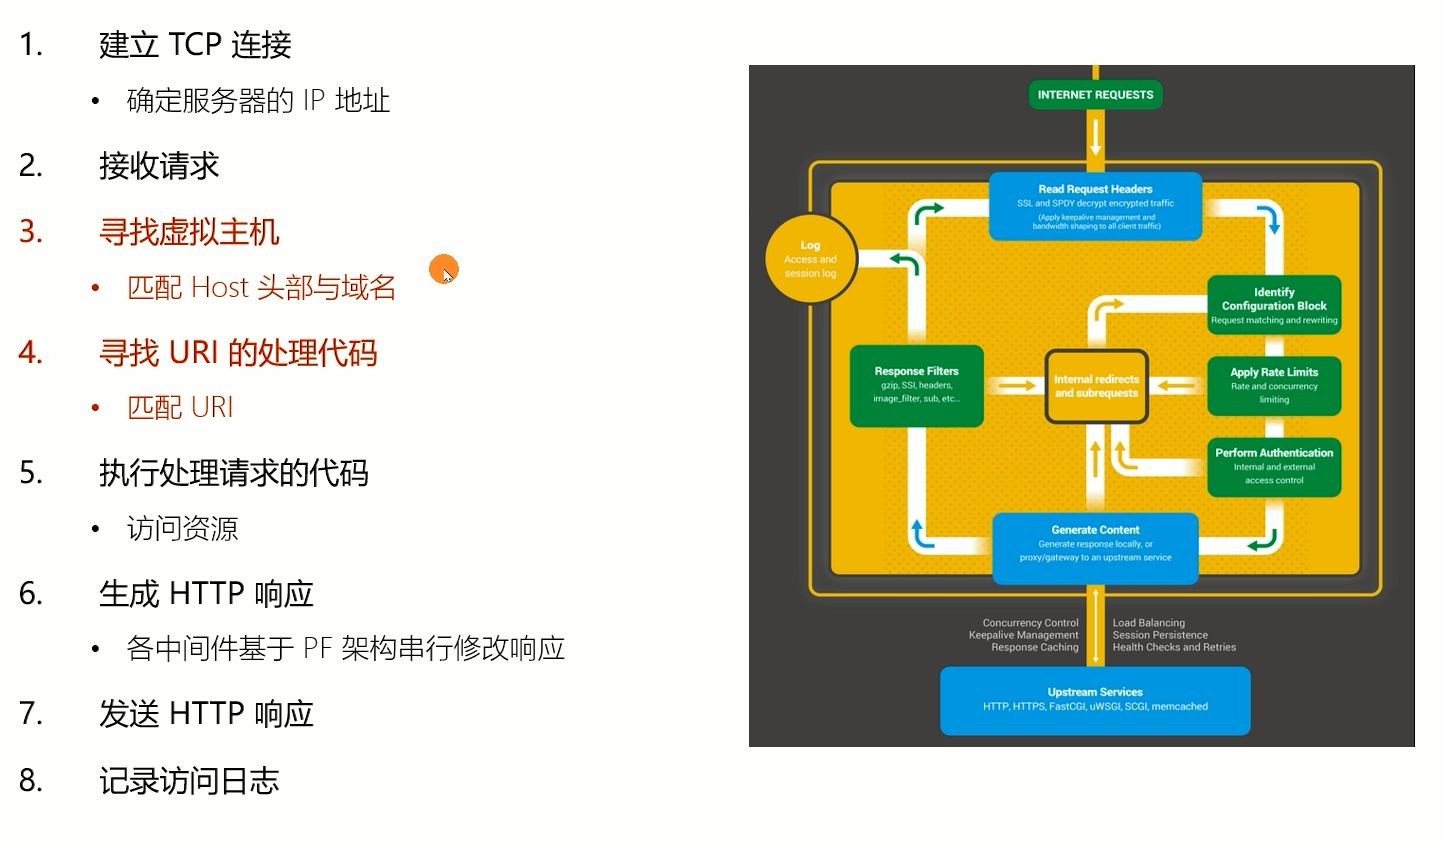 1. 建立 TCP 连接
• 确定服务器的 IP 地址
2. 接收请求
3. 寻找虚拟主机
• 匹配 Host 头部与域名
4. 寻找 URI 的处理代码
• 匹配 URI
5. 执行处理请求的代码
• 访问资源
6. 生成 HTTP 响应
• 各中间件基于 PF 架构串行修改响应
7. 发送 HTTP 响应
8. 记录访问日志
INTERNET REQUESTS
Read Request Headers
SSL and SPDY decrypt encrypted traffic
(Apply keepalive management and
bandwidth shaping to all client traffic)
Log
Access and
session log
Identify
Configuration Block
Request matching and rewriting
Response Filters
gzip, SSI, headers,
image_filter, sub, etc...
Internal redirects
and subrequests
Apply Rate Limits
Rate and concurrency
limiting
Perform Authentication
Internal and external
access control
Generate Content
Generate response locally, or
proxy/gateway to an upstream service
Concurrency Control
Keepalive Management
Response Caching
Load Balancing
Session Persistence
Health Checks and Retries
Upstream Services
HTTP, HTTPS, FastCGI, uWSGI, SCGI, memcached